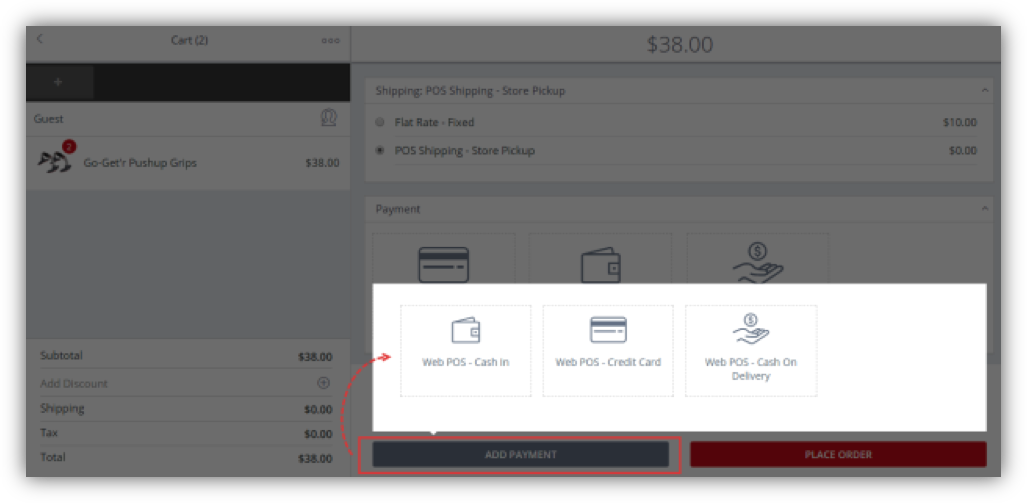 Cart (2)
$38.00
+
Guest
2
Go-Get'r Pushup Grips $38.00
Subtotal $38.00
Add Discount
Shipping $0.00
Tax $0.00
Total $38.00
Shipping: POS Shipping - Store Pickup
Flat Rate - Fixed $10.00
POS Shipping - Store Pickup $0.00
Payment
Web POS - Cash In
Web POS - Credit Card
Web POS - Cash On
Delivery
ADD PAYMENT
PLACE ORDER